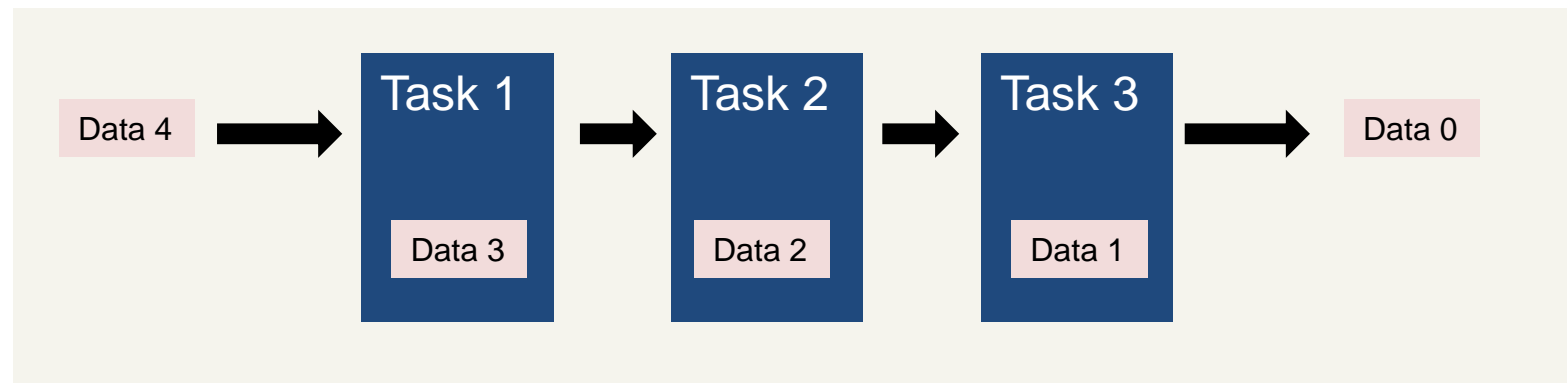 Task 1
Task 2
Task 3
Data 4
Data 0
Data 3
Data 2
Data 1